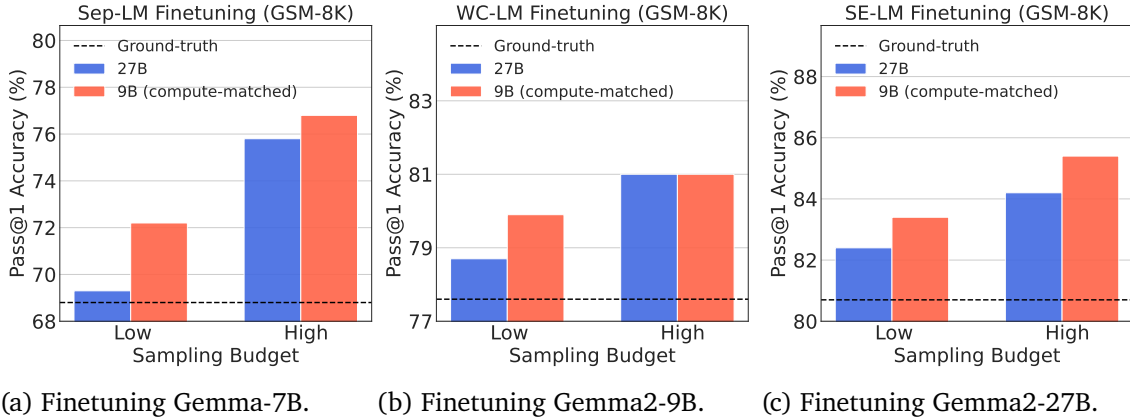 Sep-LM Finetuning (GSM-8K)
Pass@1 Accuracy (%)
80
78
76
74
72
70
68
Ground-truth
27B
9B (compute-matched)
Low
High
Sampling Budget
(a) Finetuning Gemma-7B.
WC-LM Finetuning (GSM-8K)
Pass@1 Accuracy (%)
83
81
79
77
Ground-truth
27B
9B (compute-matched)
Low
High
Sampling Budget
(b) Finetuning Gemma2-9B.
SE-LM Finetuning (GSM-8K)
Pass@1 Accuracy (%)
88
86
84
82
80
Ground-truth
27B
9B (compute-matched)
Low
High
Sampling Budget
(c) Finetuning Gemma2-27B.